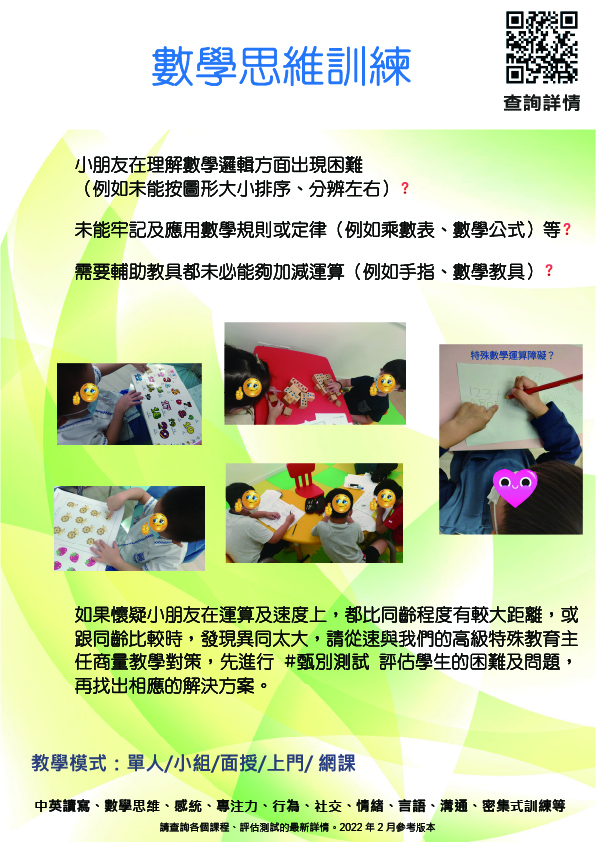 數學思維訓練
查詢詳情
小朋友在理解數學邏輯方面出現困難
（例如未能按圖形大小排序、分辨左右）？
未能牢記及應用數學規則或定律（例如乘數表、數學公式）等？
需要輔助教具都未必能夠加減運算（例如手指、數學教具）？
特殊數學運算障礙？
如果懷疑小朋友在運算及速度上，都比同齡程度有較大距離，或
跟同齡比較時，發現異同太大，請從速與我們的高級特殊教育主
任商量教學對策，先進行 #甄別測試 評估學生的困難及問題，
再找出相應的解決方案。
教學模式：單人/小組/面授/上門/ 網課
中英讀寫、數學思維、感統、專注力、行為、社交、情緒、言語、溝通、密集式訓練等
請查詢各個課程、評估測試的最新詳情。2022 年 2 月參考版本